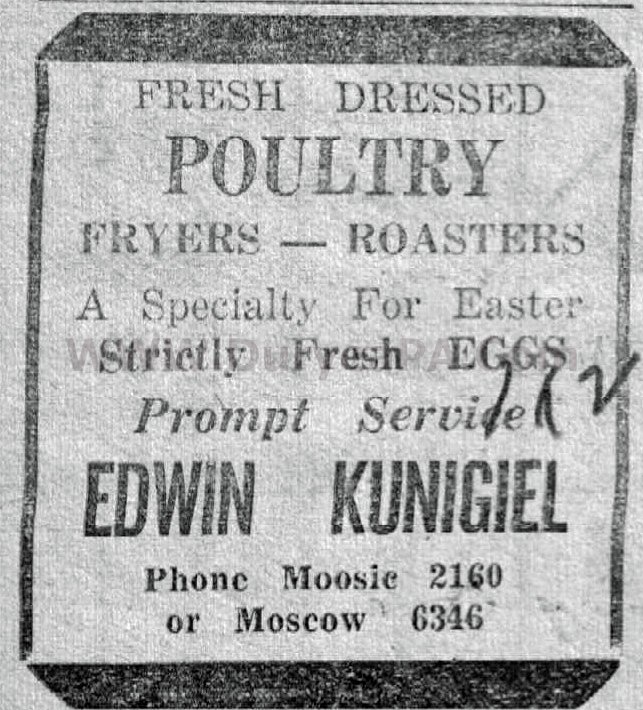 FRESH DRESSED
POULTRY
FRYERS — ROASTERS
A Specialty For Easter
Strictly Fresh EGGS
Prompt Service
EDWIN KUNIGIEL
Phone Moosic 2160
or Moscow 6346